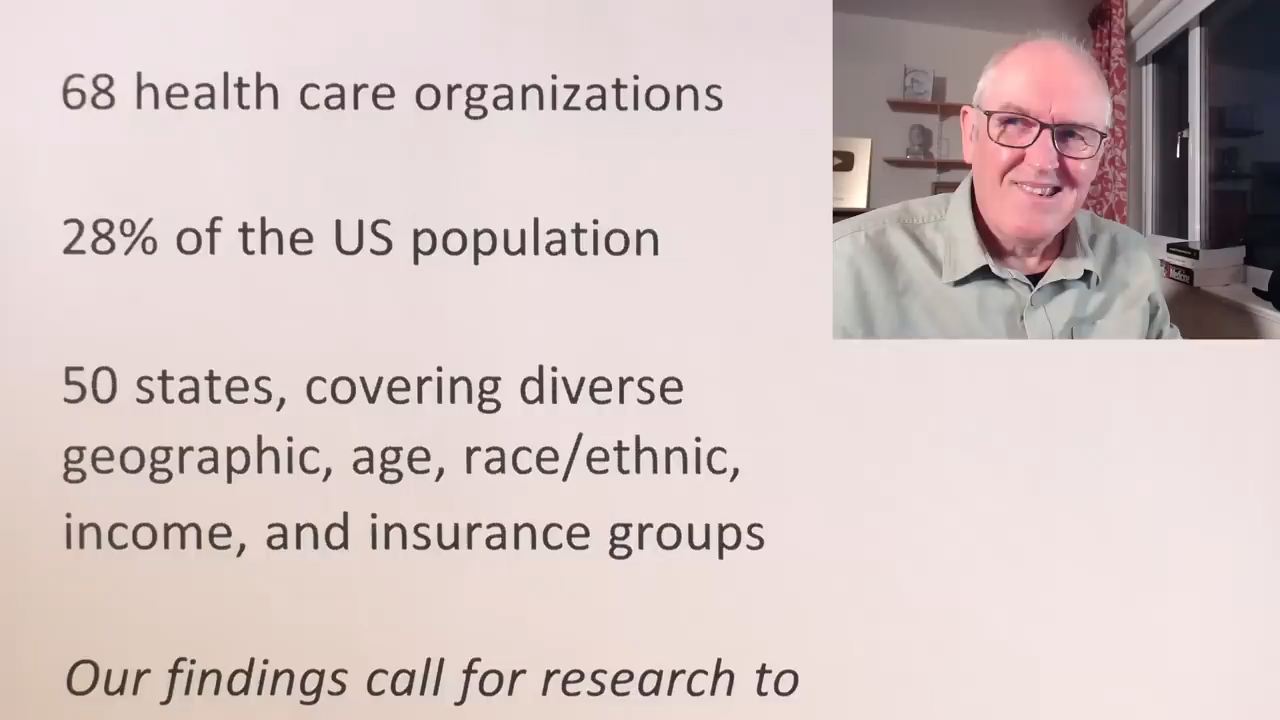 68 health care organizations
28% of the US population
50 states, covering diverse
geographic, age, race/ethnic,
income, and insurance groups
Our findings call for research to